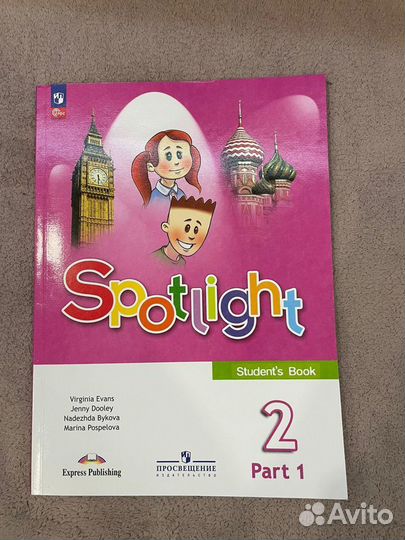 Spotlight
Student's Book
Virginia Evans
Jenny Dooley
Nadezhda Bykova
Marina Pospelova
2
Part 1
Express Publishing
ПРОСВЕЩЕНИЕ
ИЗДАТЕЛЬСТВО
Avito